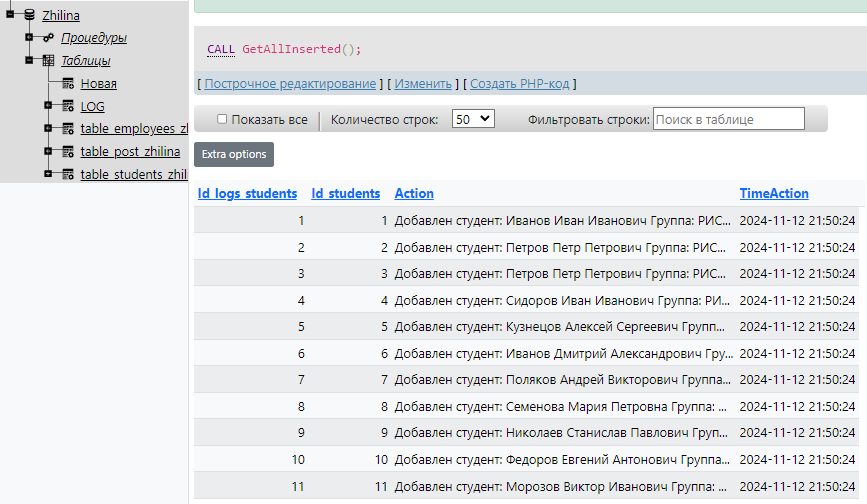 Zhilina
Процедуры
Таблицы
Новая
LOG
table_employees_zl
table_post_zhilina
table_students_zhil
CALL GetAllInserted();
[ Построчное редактирование ] [ Изменить ] [ Создать PHP-код ]
Показать все Количество строк: 50 Фильтровать строки: Поиск в таблице
Extra options
Id_logs_students Id_students Action TimeAction
1 1 Добавлен студент: Иванов Иван Иванович Группа: РИС... 2024-11-12 21:50:24
2 2 Добавлен студент: Петров Петр Петрович Группа: РИС... 2024-11-12 21:50:24
3 3 Добавлен студент: Петров Петр Петрович Группа: РИС... 2024-11-12 21:50:24
4 4 Добавлен студент: Сидоров Иван Иванович Группа: РИ... 2024-11-12 21:50:24
5 5 Добавлен студент: Кузнецов Алексей Сергеевич Групп... 2024-11-12 21:50:24
6 6 Добавлен студент: Иванов Дмитрий Александрович Гру... 2024-11-12 21:50:24
7 7 Добавлен студент: Поляков Андрей Викторович Группа... 2024-11-12 21:50:24
8 8 Добавлен студент: Семенова Мария Петровна Группа: ... 2024-11-12 21:50:24
9 9 Добавлен студент: Николаев Станислав Павлович Груп... 2024-11-12 21:50:24
10 10 Добавлен студент: Федоров Евгений Антонович Группа... 2024-11-12 21:50:24
11 11 Добавлен студент: Морозов Виктор Иванович Группа: ... 2024-11-12 21:50:24